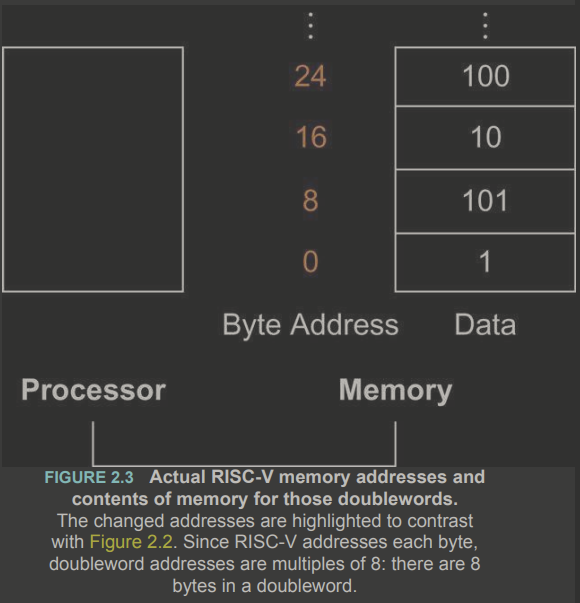 ⋮ ⋮
24 100
16 10
8 101
0 1
Byte Address Data
Processor Memory
FIGURE 2.3 Actual RISC-V memory addresses and
contents of memory for those doublewords.
The changed addresses are highlighted to contrast
with Figure 2.2. Since RISC-V addresses each byte,
doubleword addresses are multiples of 8: there are 8
bytes in a doubleword.